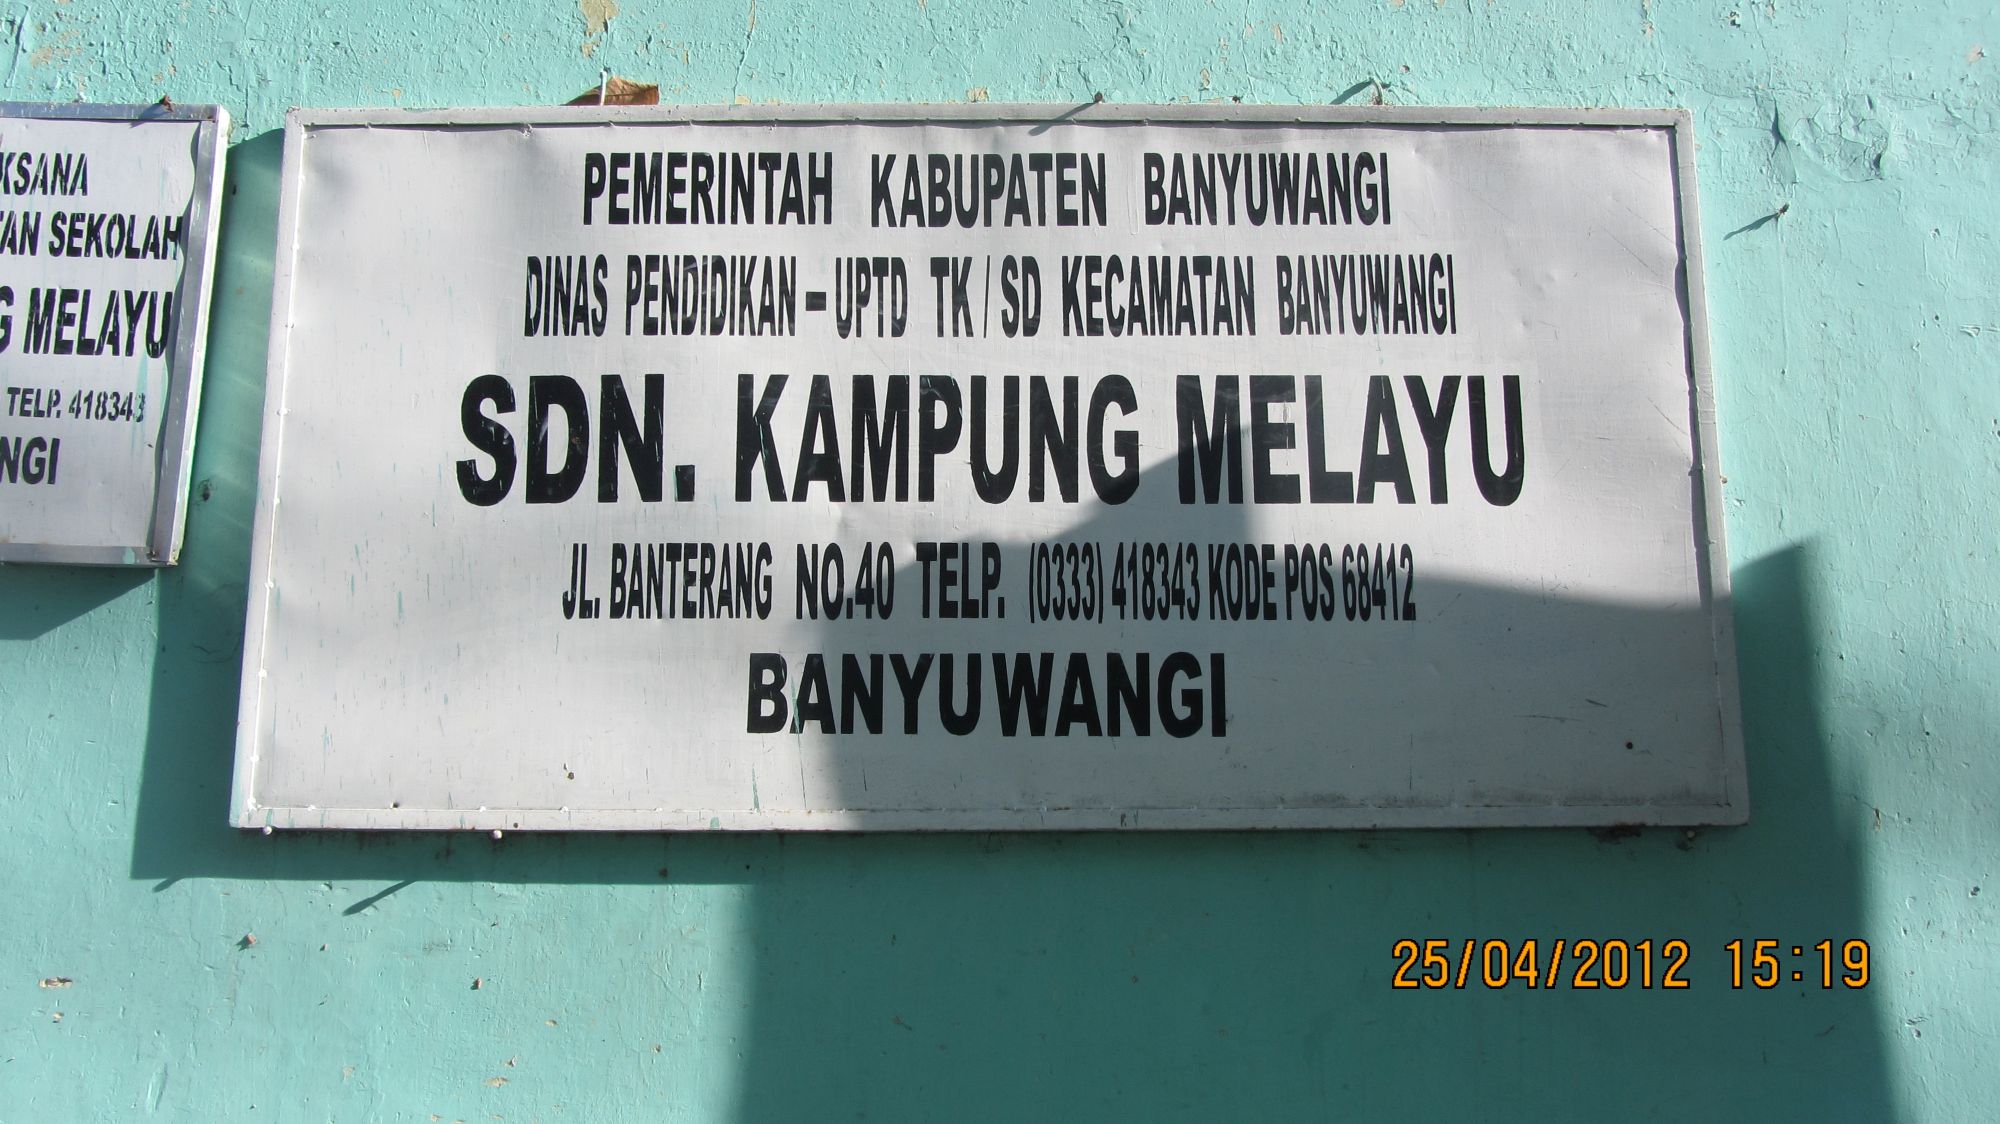 KSANA
TAN SEKOLAH
G MELAYU
TELP. 418343
NGI
PEMERINTAH KABUPATEN BANYUWANGI
DINAS PENDIDIKAN - UPTD TK / SD KECAMATAN BANYUWANGI
SDN. KAMPUNG MELAYU
JL. BANTERANG NO.40 TELP. (0333) 418343 KODE POS 68412
BANYUWANGI
25/04/2012 15:19